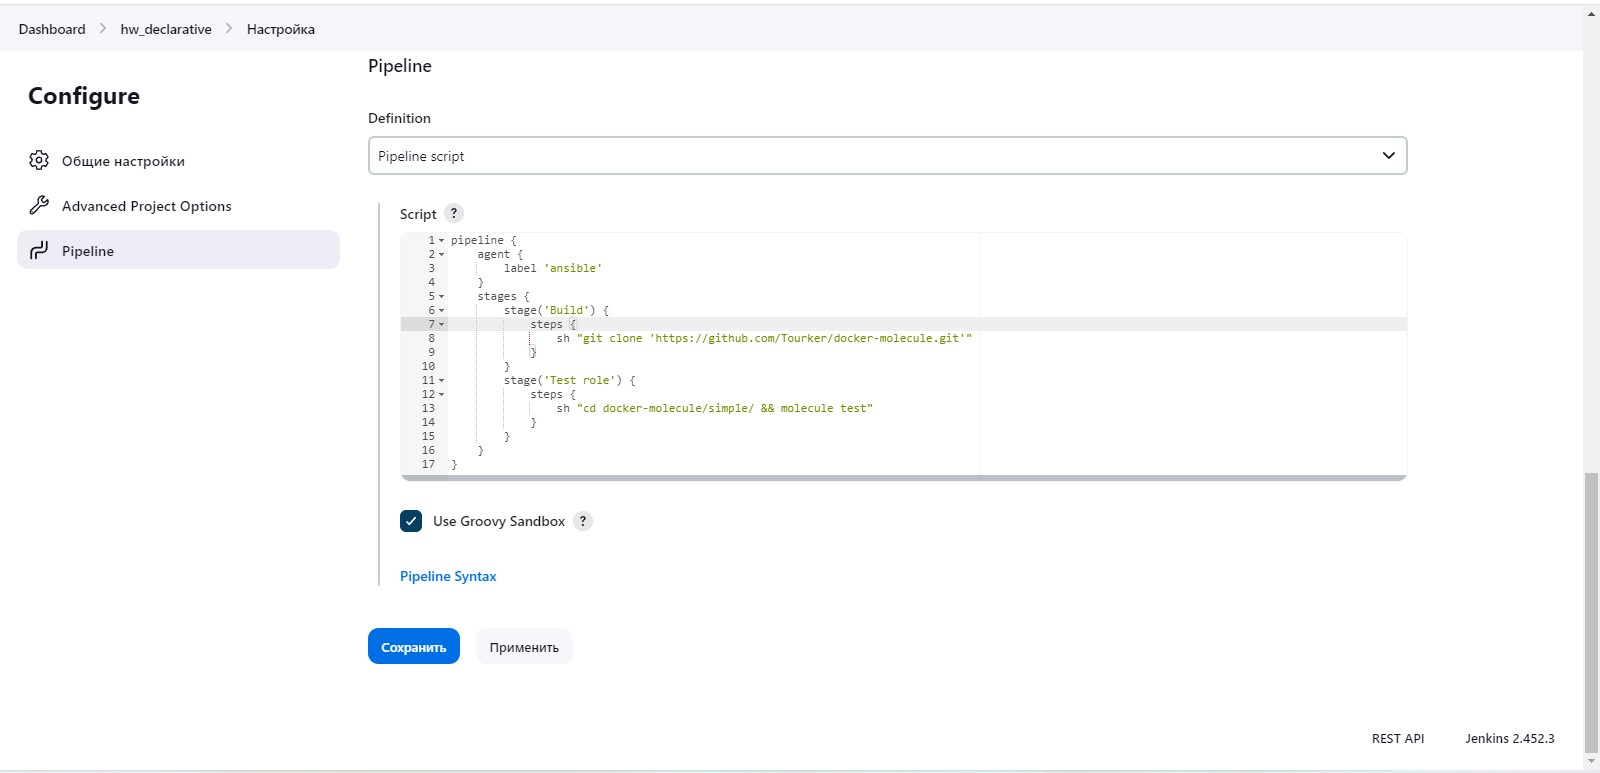 Dashboard > hw_declarative > Настройка
Configure
Общие настройки
Advanced Project Options
Pipeline
Pipeline
Definition
Pipeline script
Script ?
1 pipeline {
2     agent {
3         label 'ansible'
4     }
5     stages {
6         stage('Build') {
7             steps {
8                 sh "git clone 'https://github.com/Tourker/docker-molecule.git'"
9             }
10         }
11         stage('Test role') {
12             steps {
13                 sh "cd docker-molecule/simple/ && molecule test"
14             }
15         }
16     }
17 }
Use Groovy Sandbox ?
Pipeline Syntax
Сохранить Применить
REST API Jenkins 2.452.3